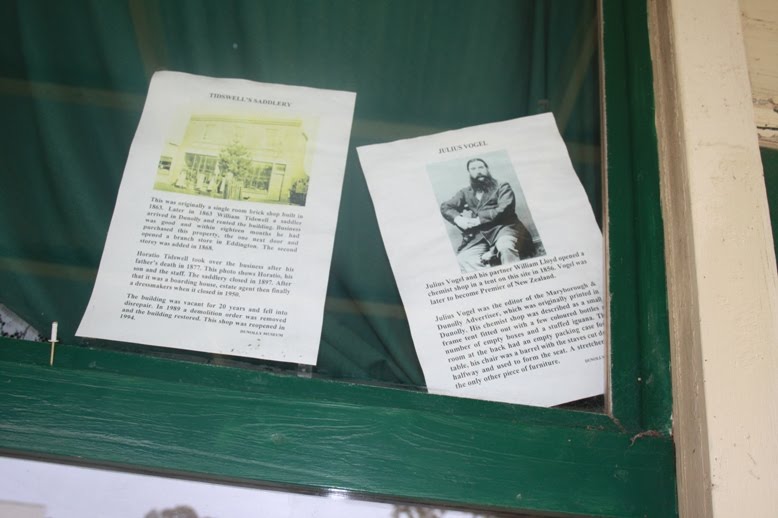 TIDSWELL'S SADDLERY
This was originally a single room brick shop built in
1863. Later in 1863 William Tidswell a saddler
arrived in Dunolly and rented the building. Business
was good and within eighteen months he had
purchased this property, the one next door and
opened a branch store in Eddington. The second
storey was added in 1868.
Horatio Tidswell took over the business after his
father's death in 1877. This photo shows Horatio, his
son and the staff. The saddlery closed in 1897. After
that it was a boarding house, estate agent then finally
a dressmakers when it closed in 1950.
The building was vacant for 20 years and fell into
disrepair. In 1989 a demolition order was removed
and the building restored. This shop was reopened in
1994.
DUNOLLY MUSEUM
JULIUS VOGEL
Julius Vogel and his partner William Lloyd opened a
chemist shop in a tent on this site in 1856. Vogel was
later to become Premier of New Zealand.
Julius Vogel was the editor of the Maryborough &
Dunolly Advertiser, which was originally printed in
Dunolly. His chemist shop was described as a small
frame tent fitted out with a few coloured bottles
number of empty boxes and a stuffed iguana. The
room at the back had an empty packing case for
table, his chair was a barrel with the staves cut
halfway and used to form the seat. A stretcher
the only other piece of furniture.